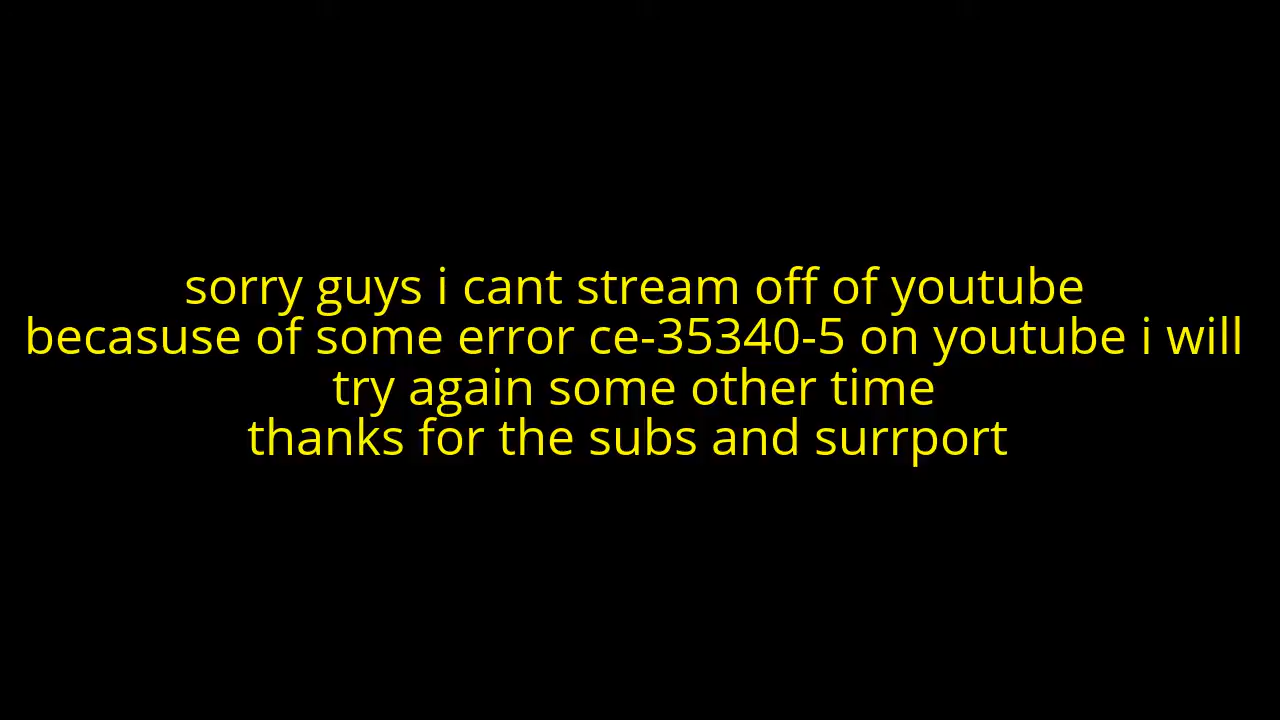 sorry guys i cant stream off of youtube
becasuse of some error ce-35340-5 on youtube i will
try again some other time
thanks for the subs and surrport